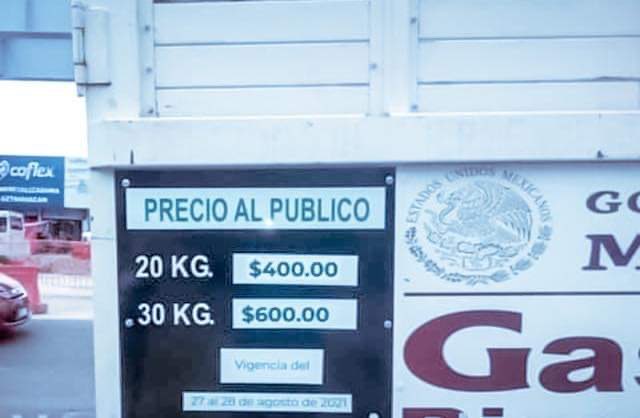 coflex
PRECIO AL PUBLICO
20 KG. $400.00
30 KG. $600.00
Vigencia del
27 al 28 de agosto de 2021
ESTADOS UNIDOS MEXICANOS
GO
M
Gas